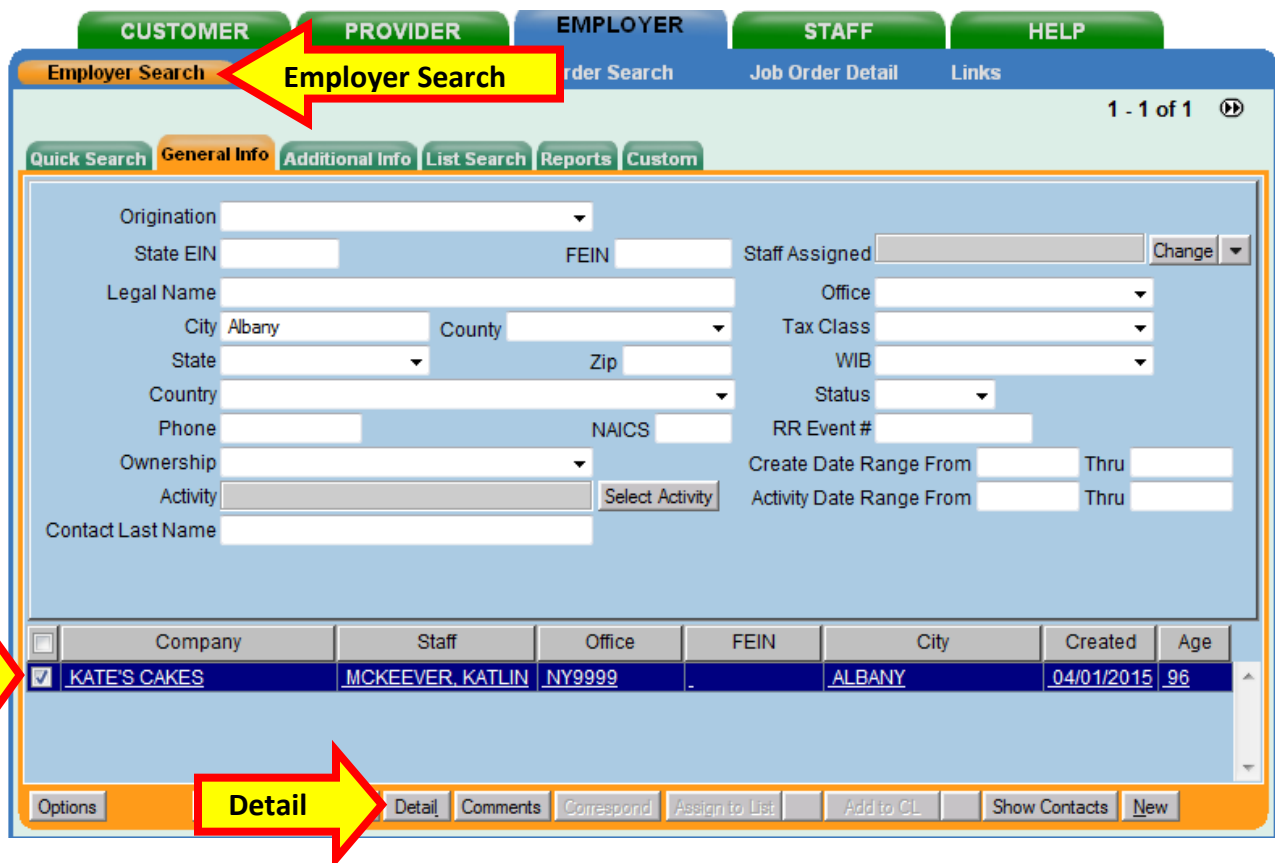 CUSTOMER PROVIDER EMPLOYER STAFF HELP
Employer Search Employer Search rder Search Job Order Detail Links
1 - 1 of 1
Quick Search General Info Additional Info List Search Reports Custom
Origination
State EIN FEIN Staff Assigned Change
Legal Name Office
City Albany County Tax Class
State Zip WIB
Country Status
Phone NAICS RR Event #
Ownership Create Date Range From Thru
Activity Select Activity Activity Date Range From Thru
Contact Last Name
Company Staff Office FEIN City Created Age
KATE'S CAKES MCKEEVER, KATLIN NY9999 ALBANY 04/01/2015 96
Options Detail Detail Comments Correspond Assign to List Add to CL Show Contacts New